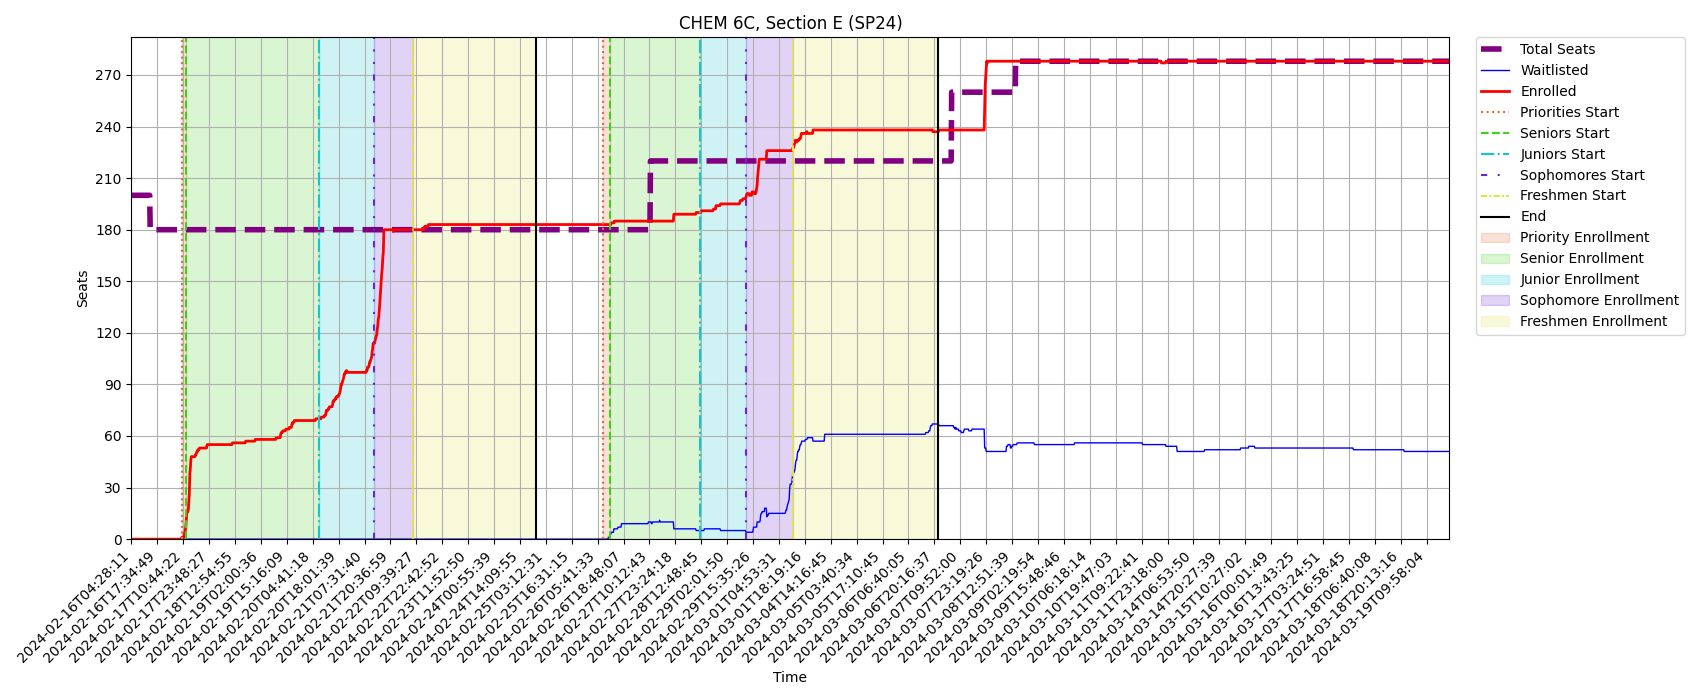 CHEM 6C, Section E (SP24)
Total Seats
Waitlisted
Enrolled
Priorities Start
Seniors Start
Juniors Start
Sophomores Start
Freshmen Start
End
Priority Enrollment
Senior Enrollment
Junior Enrollment
Sophomore Enrollment
Freshmen Enrollment
Seats
270
240
210
180
150
120
90
60
30
0
2024-02-16T04:28:11
2024-02-16T17:34:49
2024-02-17T10:44:22
2024-02-17T23:48:27
2024-02-18T12:54:55
2024-02-19T02:00:36
2024-02-19T15:16:09
2024-02-20T04:41:18
2024-02-20T18:01:39
2024-02-21T07:31:40
2024-02-21T20:36:59
2024-02-22T09:39:27
2024-02-22T22:42:52
2024-02-23T11:52:50
2024-02-24T00:55:39
2024-02-24T14:09:55
2024-02-25T03:12:31
2024-02-25T16:31:15
2024-02-26T05:41:33
2024-02-26T18:48:07
2024-02-27T10:12:43
2024-02-27T23:24:18
2024-02-28T12:48:45
2024-02-29T02:01:50
2024-02-29T15:35:26
2024-03-01T04:53:31
2024-03-01T18:19:16
2024-03-04T14:16:45
2024-03-05T03:40:34
2024-03-05T17:10:45
2024-03-06T06:40:05
2024-03-06T20:16:37
2024-03-07T09:52:00
2024-03-07T23:19:26
2024-03-08T12:51:39
2024-03-09T02:19:54
2024-03-09T15:48:46
2024-03-10T06:18:14
2024-03-10T19:47:03
2024-03-11T09:22:41
2024-03-11T23:18:00
2024-03-14T06:53:50
2024-03-14T20:27:39
2024-03-15T10:27:02
2024-03-16T00:01:49
2024-03-16T13:43:25
2024-03-17T03:24:51
2024-03-17T16:58:45
2024-03-18T06:40:08
2024-03-18T20:13:16
2024-03-19T09:58:04
Time